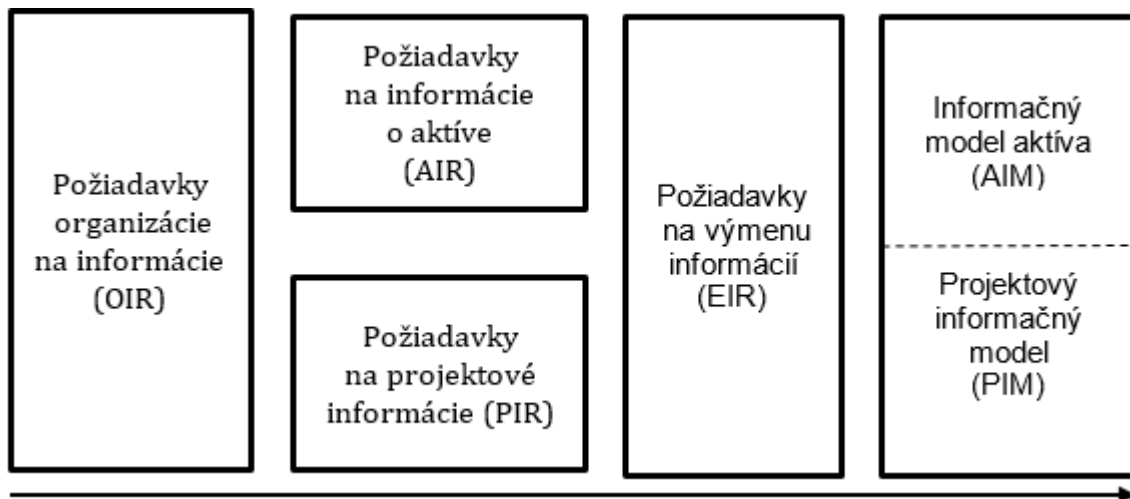 Požiadavky
organizácie
na informácie
(OIR)
Požiadavky
na informácie
o aktíve
(AIR)
Požiadavky
na projektové
informácie (PIR)
Požiadavky
na výmenu
informácií
(EIR)
Informačný
model aktíva
(AIM)
Projektový
informačný
model
(PIM)